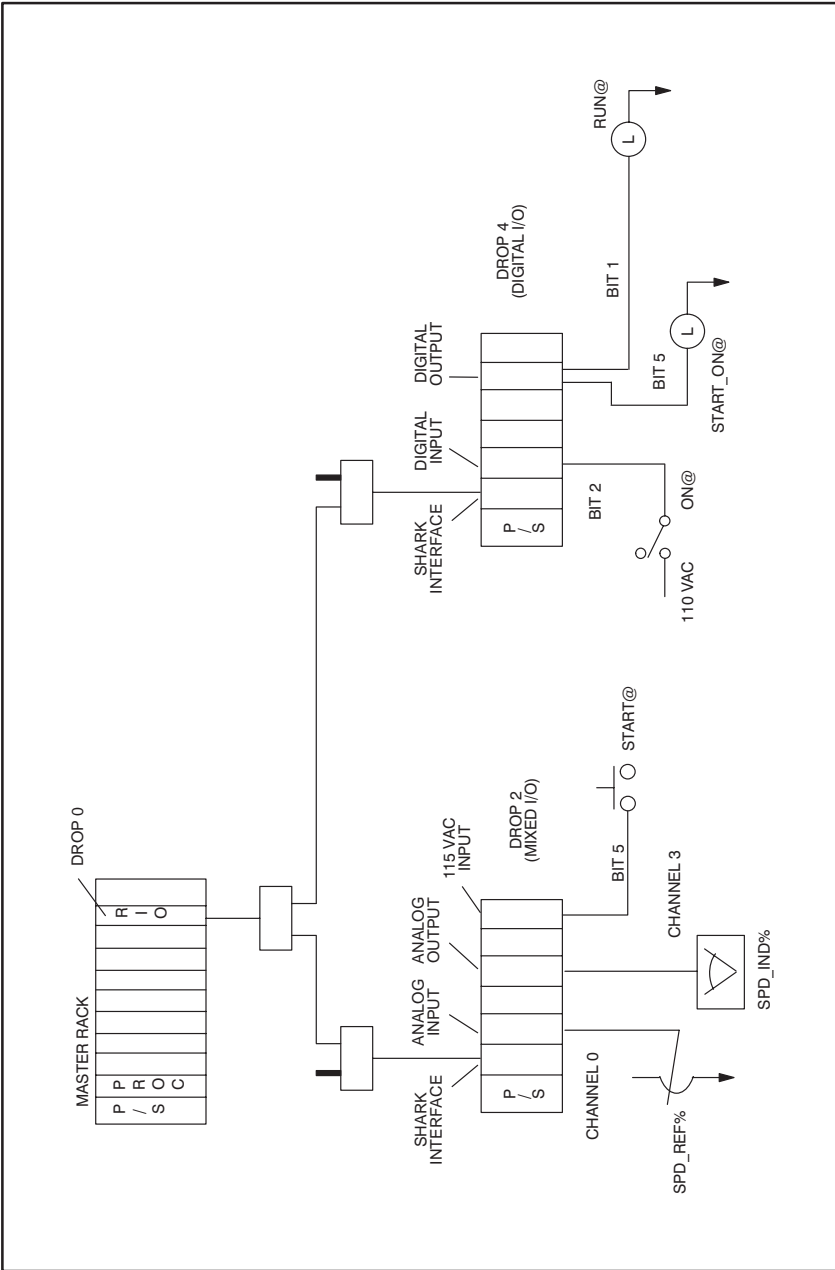 MASTER RACK
DROP 0
P/S
PROC
RIO
SHARK
INTERFACE
ANALOG
INPUT
ANALOG
OUTPUT
115 VAC
INPUT
DROP 2
(MIXED I/O)
P/S
CHANNEL 0
SPD_REF%
CHANNEL 3
SPD_IND%
BIT 5
START@
SHARK
INTERFACE
DIGITAL
INPUT
DIGITAL
OUTPUT
DROP 4
(DIGITAL I/O)
P/S
BIT 2
110 VAC
ON@
BIT 5
L
START_ON@
BIT 1
L
RUN@